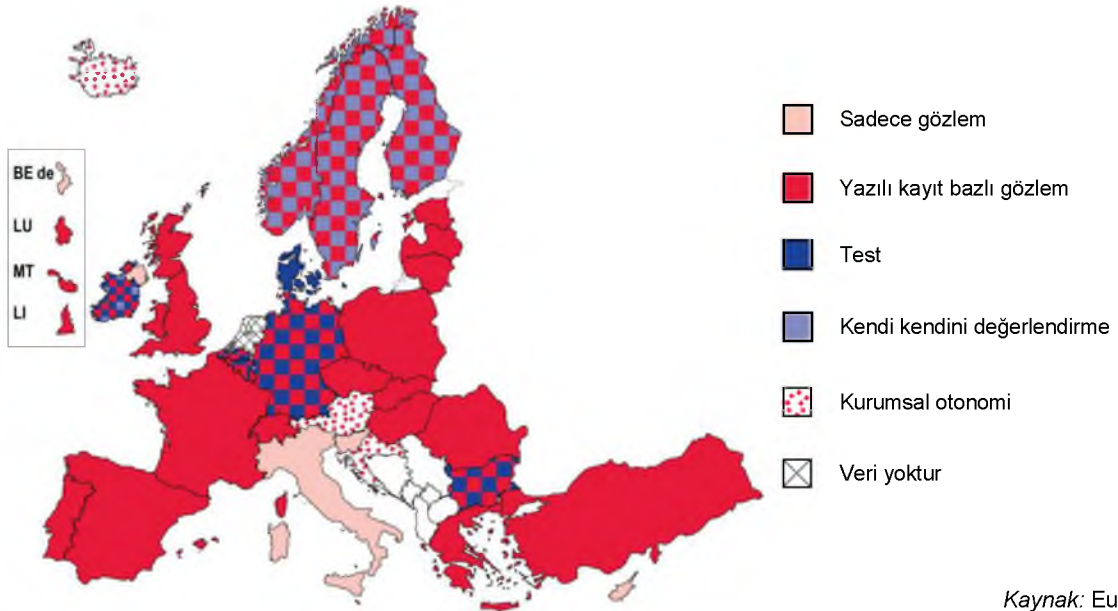 BE de
LU
MT
LI
Sadece gözlem
Yazılı kayıt bazlı gözlem
Test
Kendi kendini değerlendirme
Kurumsal otonomi
Veri yoktur
Kaynak: Eu